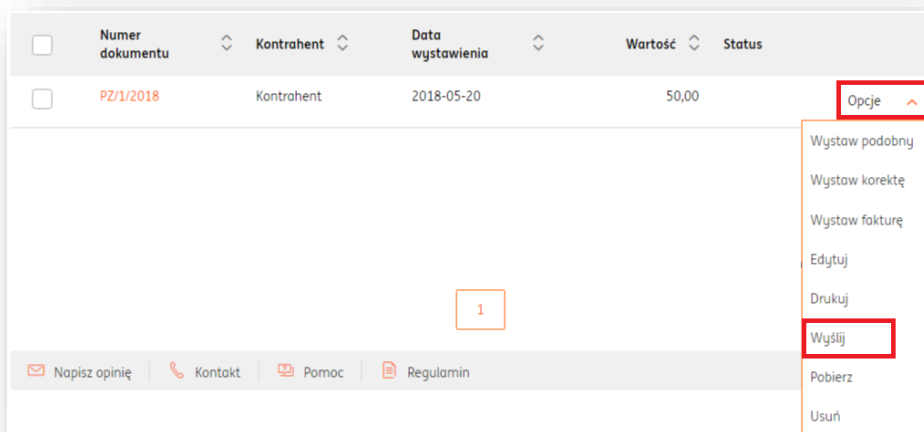 Numer dokumentu Kontrahent Data wystawienia Wartość Status
PZ/1/2018 Kontrahent 2018-05-20 50,00 Opcje
Wystaw podobny
Wystaw korektę
Wystaw fakturę
Edytuj
Drukuj
1
Wyślij
Napisz opinię Kontakt Pomoc Regulamin
Pobierz
Usuń